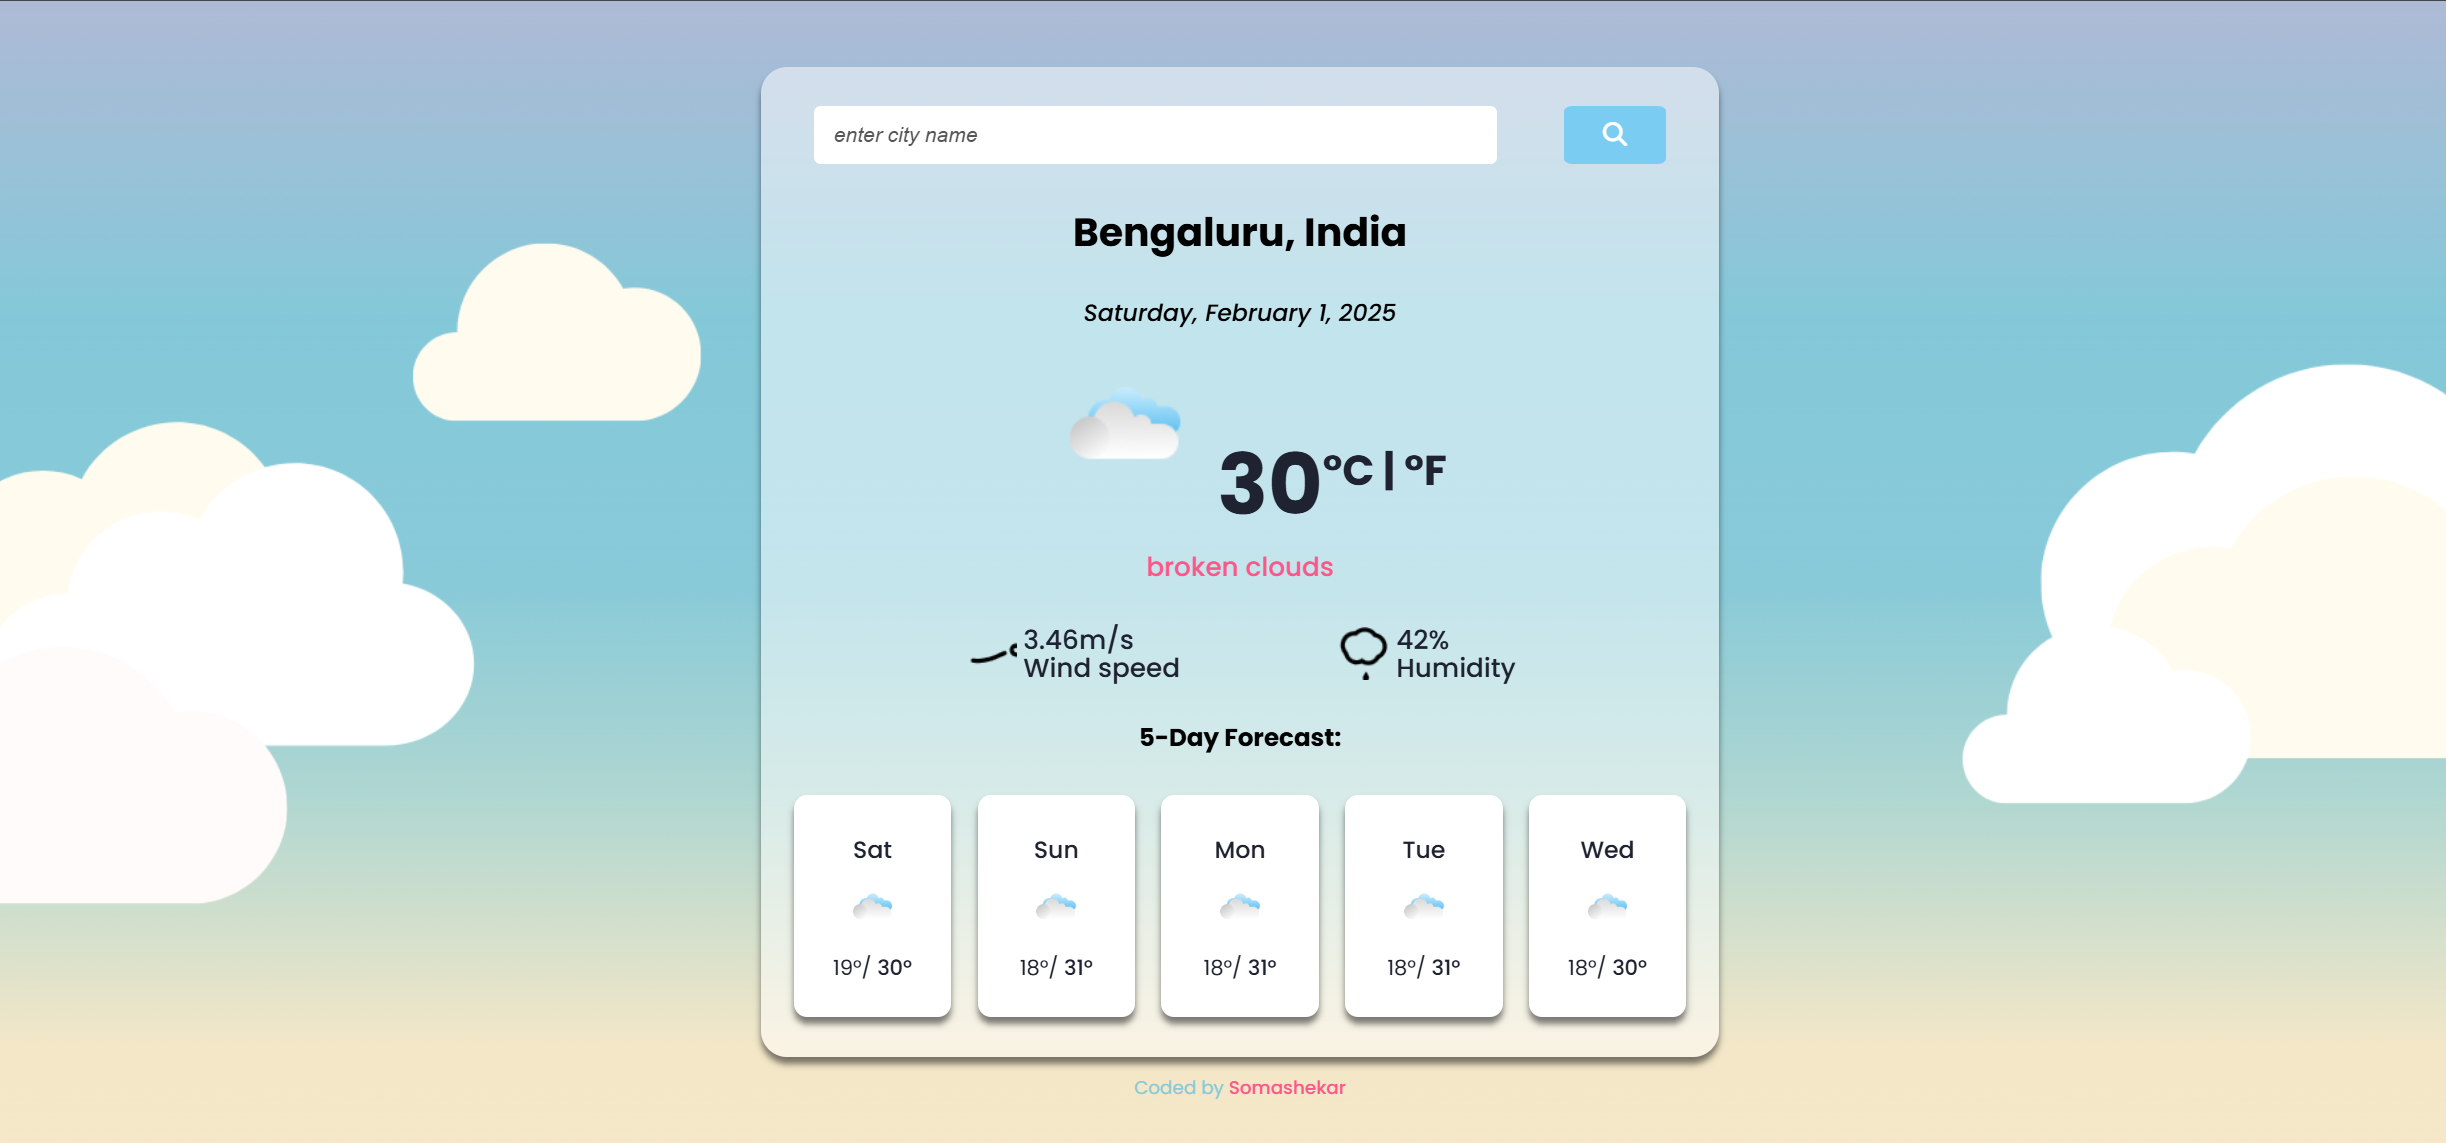 enter city name
Bengaluru, India
Saturday, February 1, 2025
30°C | °F
broken clouds
3.46m/s
Wind speed
42%
Humidity
5-Day Forecast:
Sat Sun Mon Tue Wed
19°/ 30° 18°/ 31° 18°/ 31° 18°/ 31° 18°/ 30°
Coded by Somashekar